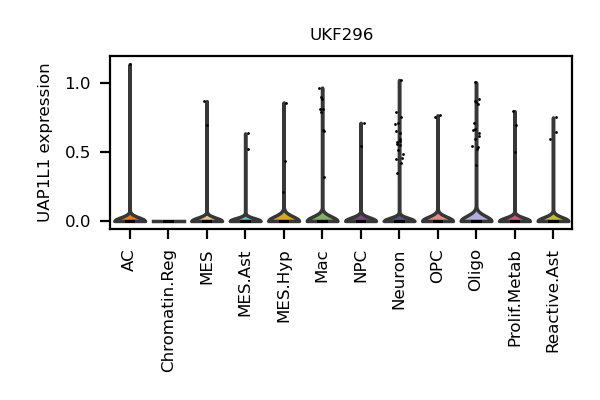 UKF296
UAP1L1 expression
1.0
0.5
0.0
AC
Chromatin.Reg
MES
MES.Ast
MES.Hyp
Mac
NPC
Neuron
OPC
Oligo
Prolif.Metab
Reactive.Ast